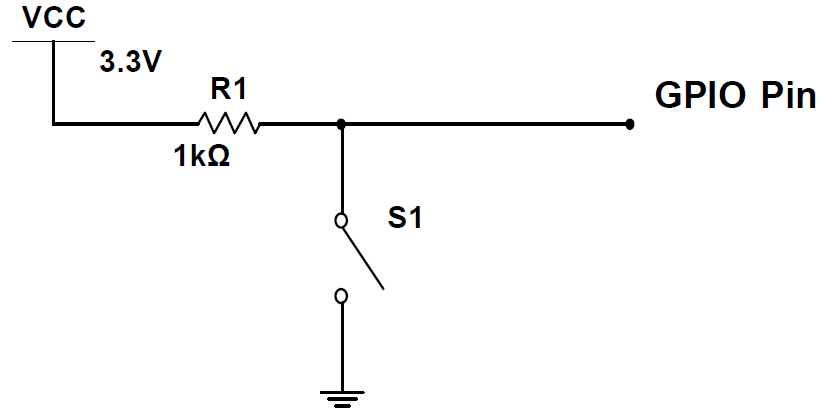 VCC
3.3V
R1
1kΩ
GPIO Pin
S1